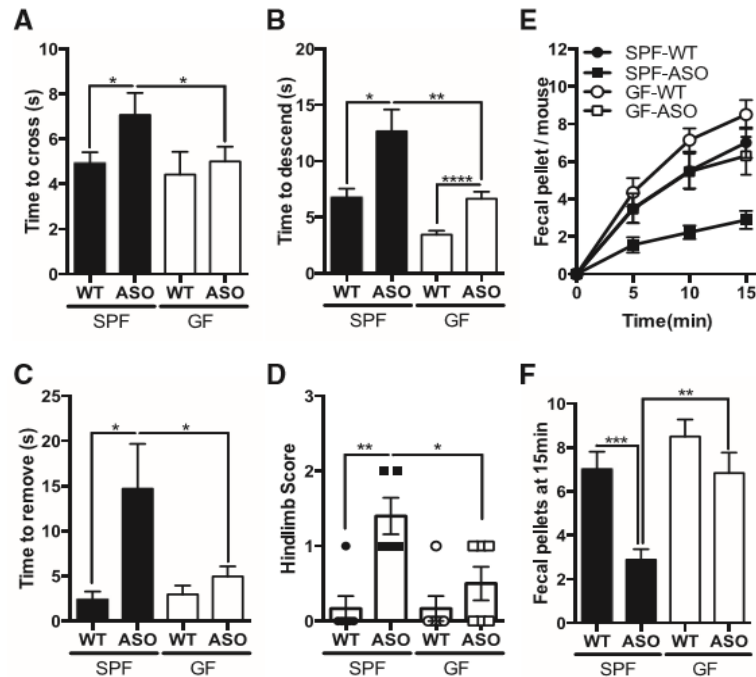 A
Time to cross (s)
10
8
6
4
2
0
*
*
WT ASO WT ASO
SPF GF
B
Time to descend (s)
20
15
10
5
0
*
**
****
WT ASO WT ASO
SPF GF
E
Fecal pellet / mouse
12
10
8
6
4
2
0
SPF-WT
SPF-ASO
GF-WT
GF-ASO
0 5 10 15
Time(min)
C
Time to remove (s)
25
20
15
10
5
0
*
*
WT ASO WT ASO
SPF GF
D
Hindlimb Score
3
2
1
0
**
*
WT ASO WT ASO
SPF GF
F
Fecal pellets at 15min
10
8
6
4
2
0
***
**
WT ASO WT ASO
SPF GF